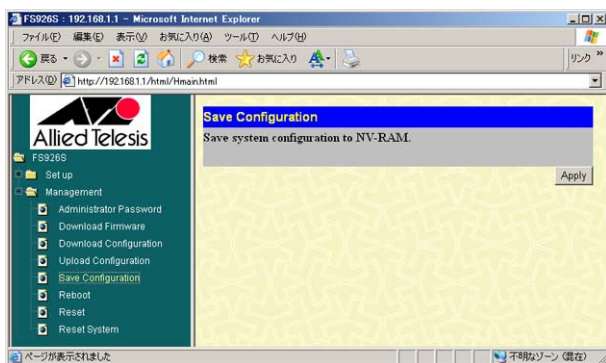 FS926S : 192.168.1.1 - Microsoft Internet Explorer
ファイル(F) 編集(E) 表示(V) お気に入り(A) ツール(T) ヘルプ(H)
戻る 検索 お気に入り リンク »
アドレス(D) http://192.168.1.1/html/Hmain.html
Allied Telesis
FS926S
Set up
Management
Administrator Password
Download Firmware
Download Configuration
Upload Configuration
Save Configuration
Reboot
Reset
Reset System
Save Configuration
Save system configuration to NV-RAM.
Apply
ページが表示されました 不明なゾーン (混在)